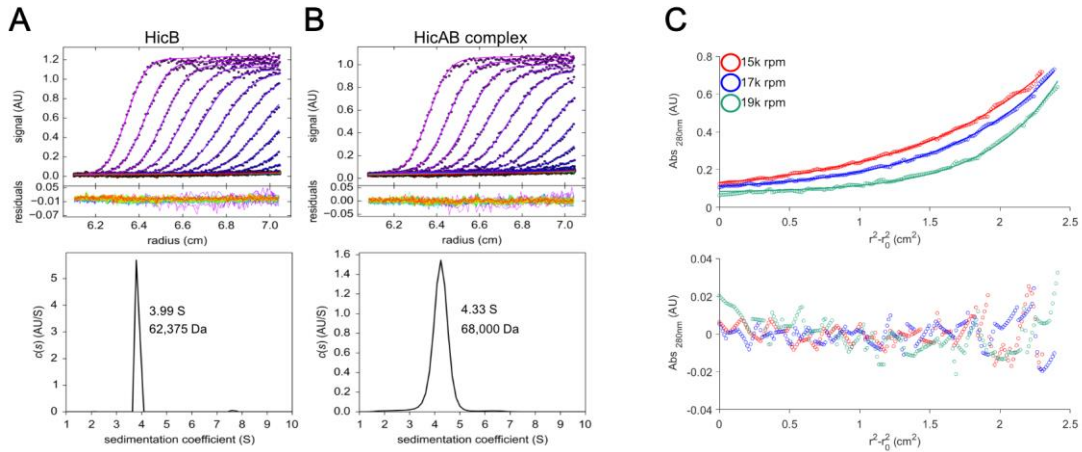 A
HicB
signal (AU)
1.2
1.0
0.8
0.6
0.4
0.2
0.0
residuals
0.05
−0.01
−0.07
6.2 6.4 6.6 6.8 7.0
radius (cm)
c(s) (AU/S)
5
4
3
2
1
0
3.99 S
62,375 Da
1 2 3 4 5 6 7 8 9 10
sedimentation coefficient (S)
B
HicAB complex
signal (AU)
1.2
1.0
0.8
0.6
0.4
0.2
0.0
residuals
0.05
0.00
−0.05
6.2 6.4 6.6 6.8 7.0
radius (cm)
c(s) (AU/S)
1.6
1.4
1.2
1.0
0.8
0.6
0.4
0.2
0.0
4.33 S
68,000 Da
1 2 3 4 5 6 7 8 9 10
sedimentation coefficient (S)
C
15k rpm
17k rpm
19k rpm
Abs 280nm (AU)
0.8
0.6
0.4
0.2
0
0 0.5 1 1.5 2 2.5
r²-r₀² (cm²)
Abs 280nm (AU)
0.04
0.02
0
-0.02
-0.04
0 0.5 1 1.5 2 2.5
r²-r₀² (cm²)